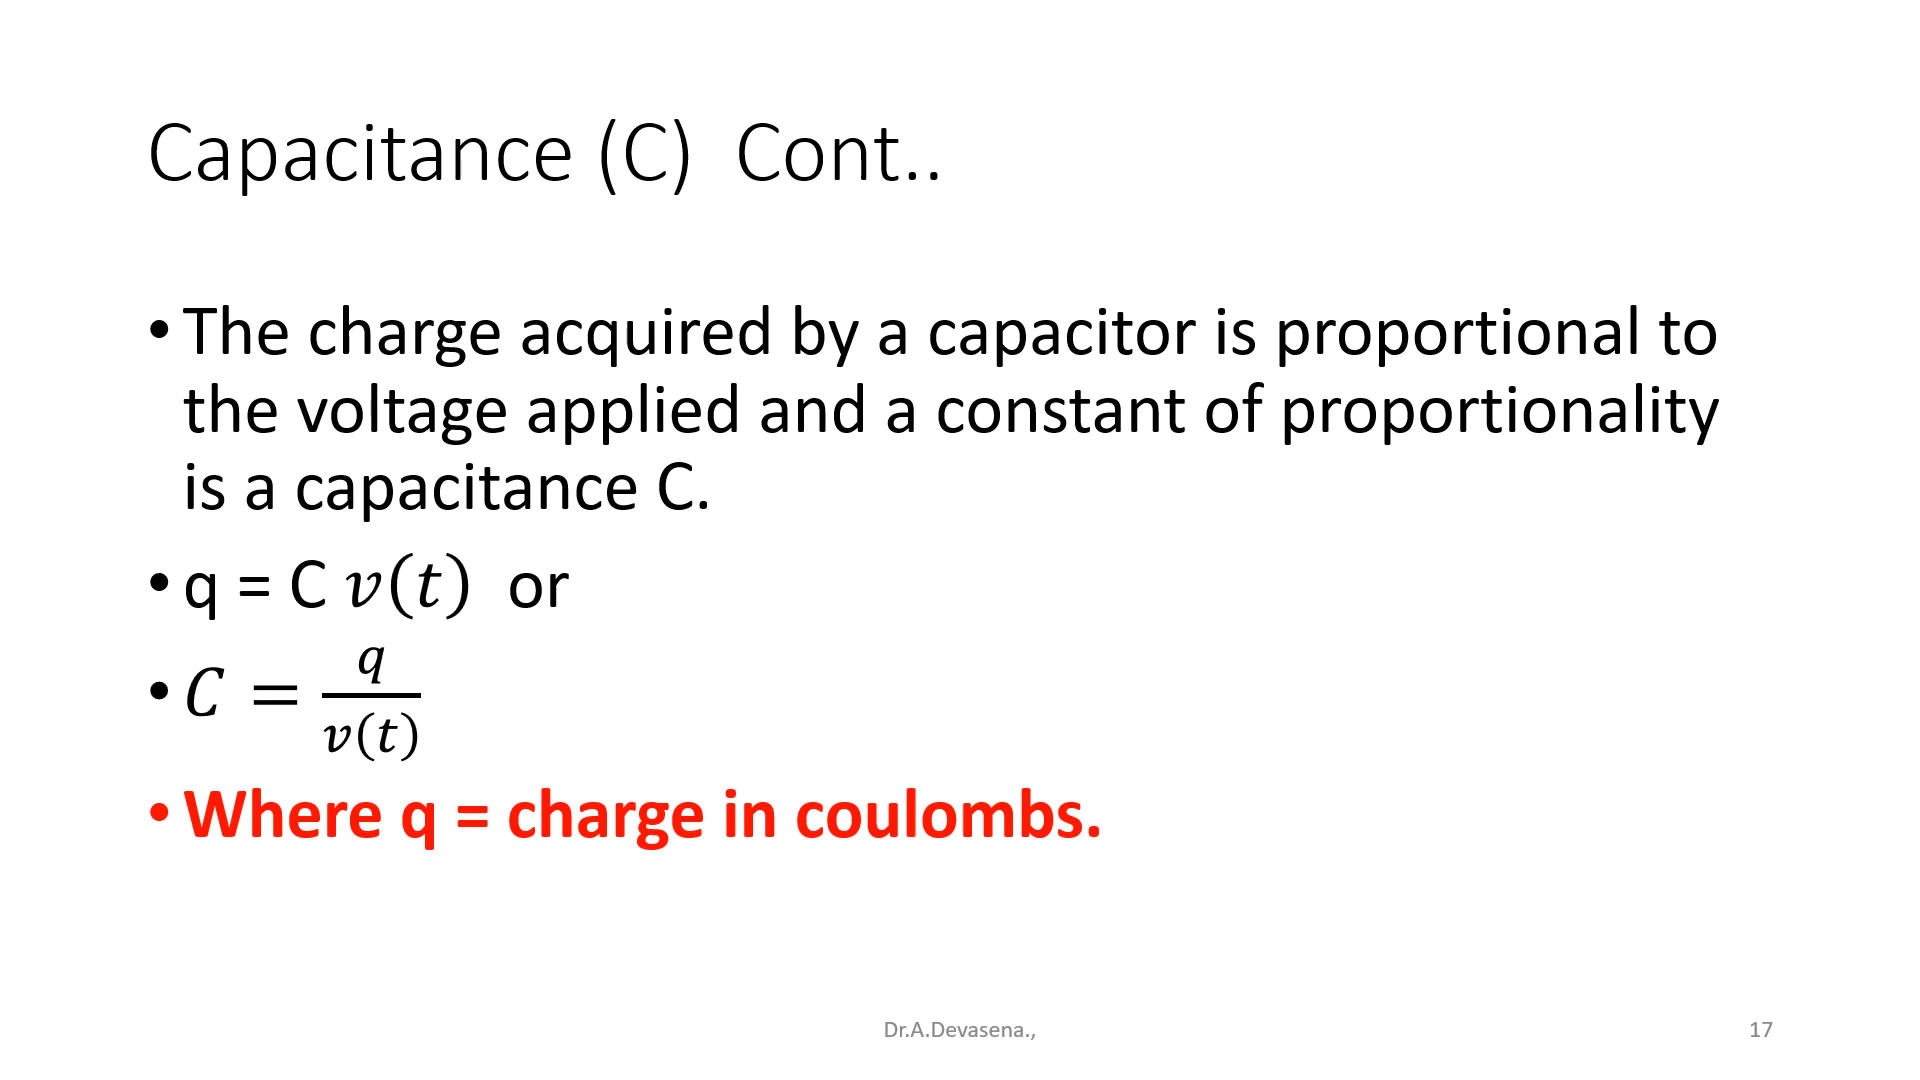 Capacitance (C)  Cont..
• The charge acquired by a capacitor is proportional to
the voltage applied and a constant of proportionality
is a capacitance C.
• q = C 𝑣(𝑡)  or
• 𝐶 = 𝑞/𝑣(𝑡)
• Where q = charge in coulombs.
Dr.A.Devasena.,
17